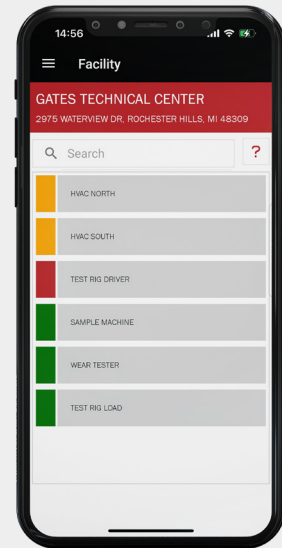 14:56
Facility
GATES TECHNICAL CENTER
2975 WATERVIEW DR, ROCHESTER HILLS, MI 48309
Search
?
HVAC NORTH
HVAC SOUTH
TEST RIG DRIVER
SAMPLE MACHINE
WEAR TESTER
TEST RIG LOAD